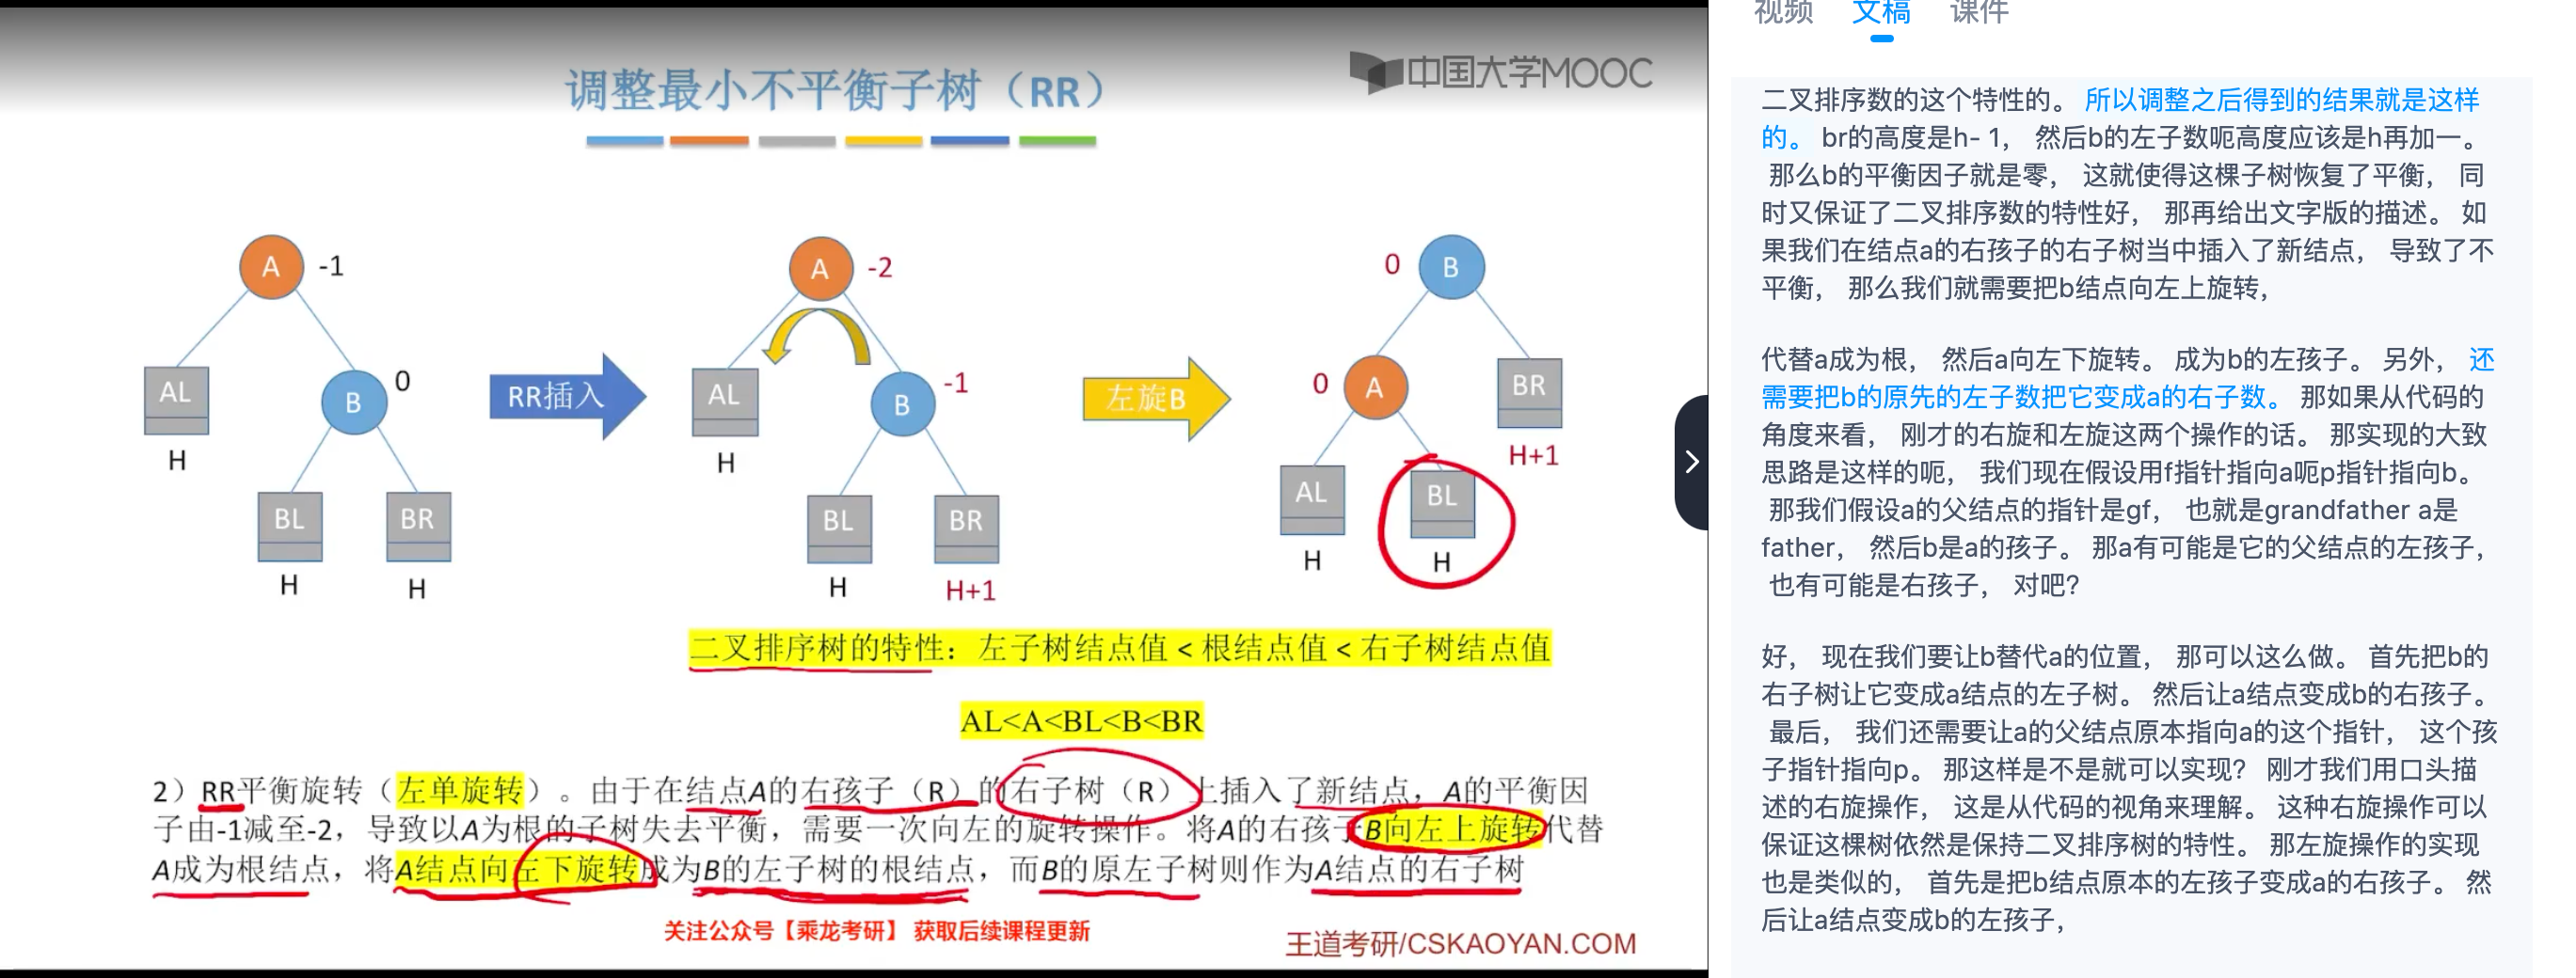 调整最小不平衡子树（RR）
中国大学MOOC
A
-1
AL
H
B
0
BL
H
BR
H
RR插入
A
-2
AL
H
B
-1
BL
H
BR
H+1
左旋B
0
B
0
A
BR
H+1
AL
H
BL
H
二叉排序树的特性：左子树结点值 < 根结点值 < 右子树结点值
AL<A<BL<B<BR
2）RR平衡旋转（左单旋转）。由于在结点A的右孩子（R）的右子树（R）上插入了新结点，A的平衡因
子由-1减至-2，导致以A为根的子树失去平衡，需要一次向左的旋转操作。将A的右孩子B向左上旋转代替
A成为根结点，将A结点向左下旋转成为B的左子树的根结点，而B的原左子树则作为A结点的右子树
关注公众号【乘龙考研】 获取后续课程更新
王道考研/CSKAOYAN.COM
视频 文稿 课件
二叉排序数的这个特性的。 所以调整之后得到的结果就是这样
的。 br的高度是h- 1， 然后b的左子数呃高度应该是h再加一。
那么b的平衡因子就是零， 这就使得这棵子树恢复了平衡， 同
时又保证了二叉排序数的特性好， 那再给出文字版的描述。 如
果我们在结点a的右孩子的右子树当中插入了新结点， 导致了不
平衡， 那么我们就需要把b结点向左上旋转，
代替a成为根， 然后a向左下旋转。 成为b的左孩子。 另外， 还
需要把b的原先的左子数把它变成a的右子数。 那如果从代码的
角度来看， 刚才的右旋和左旋这两个操作的话。 那实现的大致
思路是这样的呃， 我们现在假设用f指针指向a呃p指针指向b。
那我们假设a的父结点的指针是gf， 也就是grandfather a是
father， 然后b是a的孩子。 那a有可能是它的父结点的左孩子，
也有可能是右孩子， 对吧？
好， 现在我们要让b替代a的位置， 那可以这么做。 首先把b的
右子树让它变成a结点的左子树。 然后让a结点变成b的右孩子。
最后， 我们还需要让a的父结点原本指向a的这个指针， 这个孩
子指针指向p。 那这样是不是就可以实现？ 刚才我们用口头描
述的右旋操作， 这是从代码的视角来理解。 这种右旋操作可以
保证这棵树依然是保持二叉排序树的特性。 那左旋操作的实现
也是类似的， 首先是把b结点原本的左孩子变成a的右孩子。 然
后让a结点变成b的左孩子，